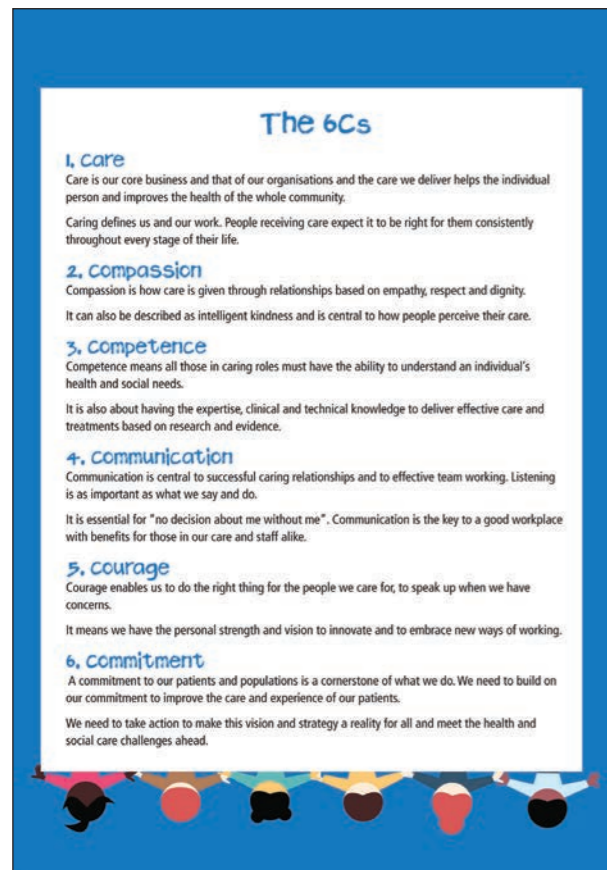 The 6Cs
1. Care
Care is our core business and that of our organisations and the care we deliver helps the individual
person and improves the health of the whole community.
Caring defines us and our work. People receiving care expect it to be right for them consistently
throughout every stage of their life.
2. Compassion
Compassion is how care is given through relationships based on empathy, respect and dignity.
It can also be described as intelligent kindness and is central to how people perceive their care.
3. Competence
Competence means all those in caring roles must have the ability to understand an individual's
health and social needs.
It is also about having the expertise, clinical and technical knowledge to deliver effective care and
treatments based on research and evidence.
4. Communication
Communication is central to successful caring relationships and to effective team working. Listening
is as important as what we say and do.
It is essential for "no decision about me without me". Communication is the key to a good workplace
with benefits for those in our care and staff alike.
5. Courage
Courage enables us to do the right thing for the people we care for, to speak up when we have
concerns.
It means we have the personal strength and vision to innovate and to embrace new ways of working.
6. Commitment
A commitment to our patients and populations is a cornerstone of what we do. We need to build on
our commitment to improve the care and experience of our patients.
We need to take action to make this vision and strategy a reality for all and meet the health and
social care challenges ahead.